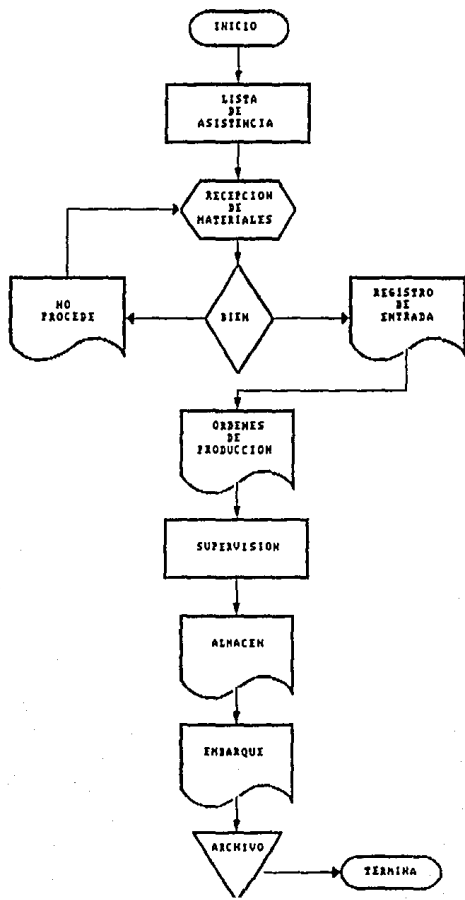 INICIO
LISTA
DE
ASISTENCIA
RECEPCION
DE
MATERIALES
NO
PROCEDE
BIEN
REGISTRO
DE
ENTRADA
ORDENES
DE
PRODUCCION
SUPERVISION
ALMACEN
EMBARQUE
ARCHIVO
TERMINA